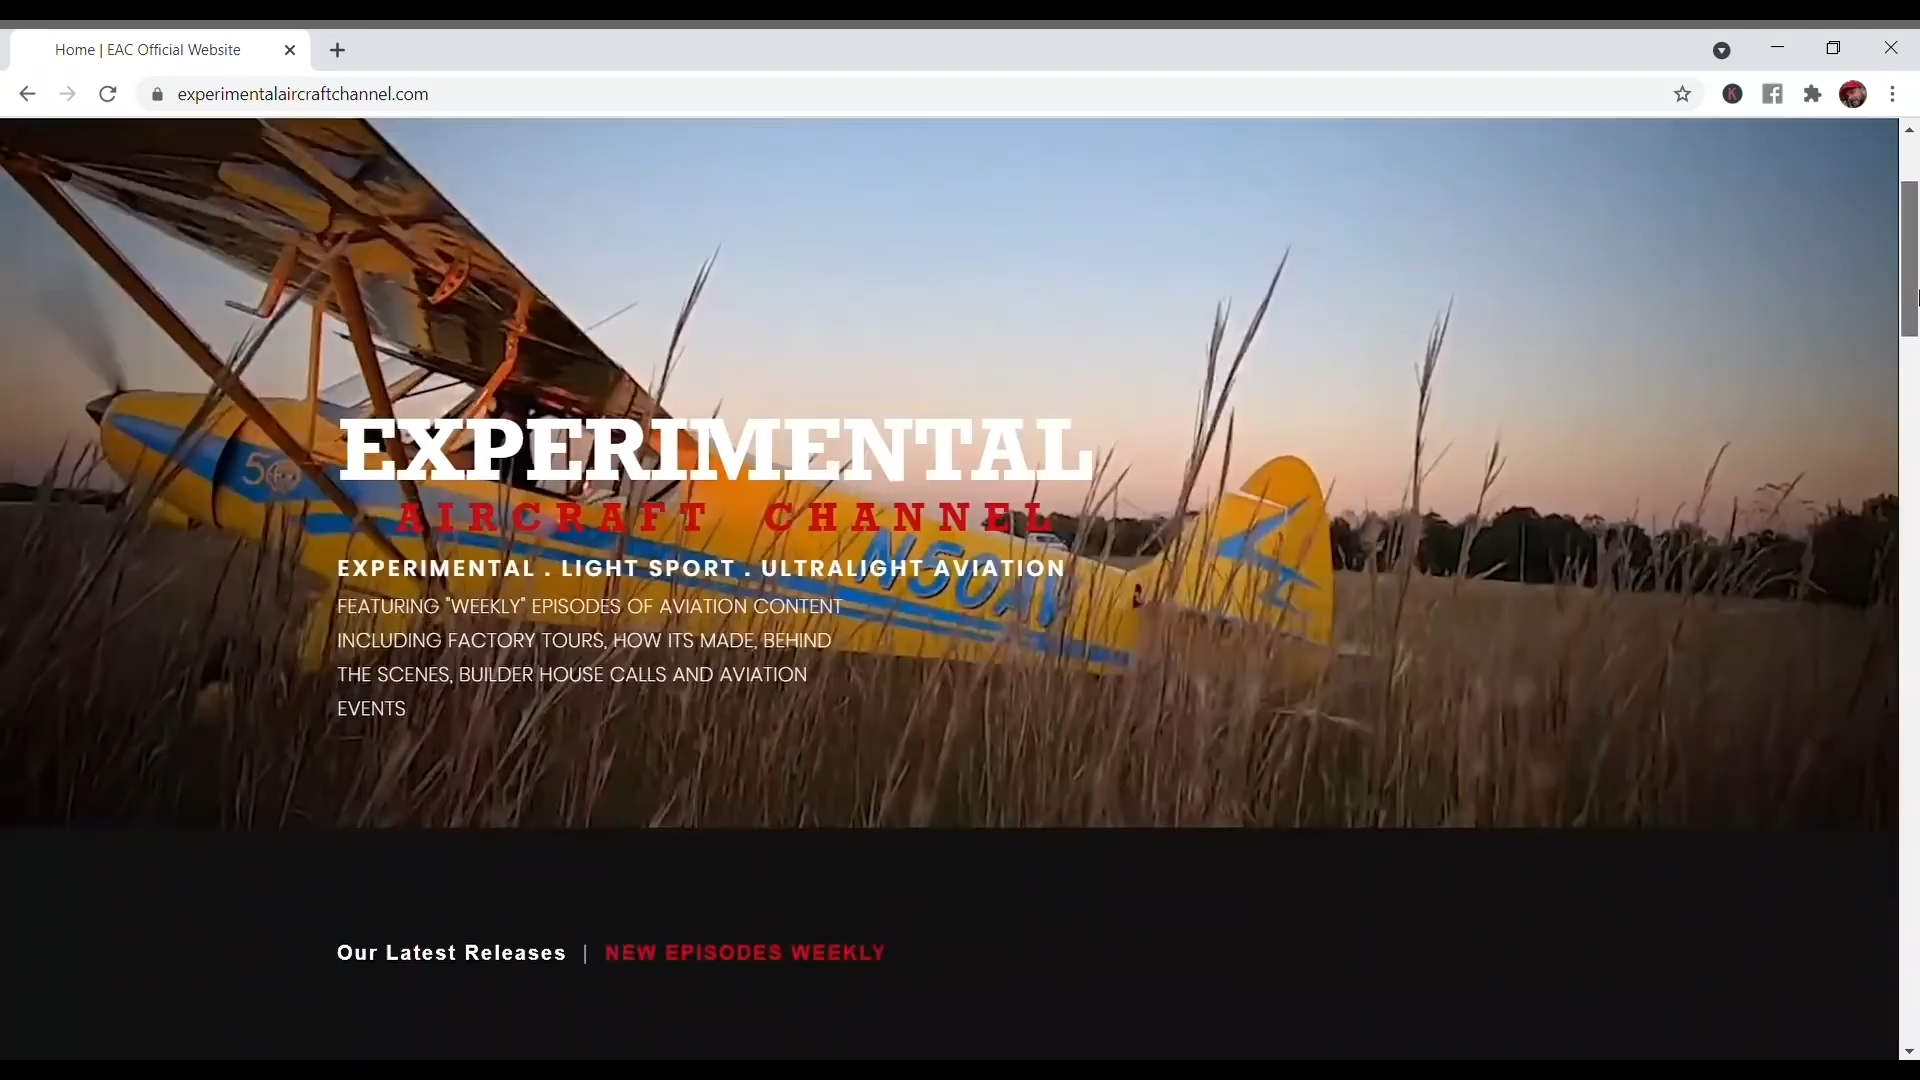 Home | EAC Official Website
experimentalaircraftchannel.com
EXPERIMENTAL
AIRCRAFT CHANNEL
EXPERIMENTAL . LIGHT SPORT . ULTRALIGHT AVIATION
FEATURING "WEEKLY" EPISODES OF AVIATION CONTENT
INCLUDING FACTORY TOURS, HOW ITS MADE, BEHIND
THE SCENES, BUILDER HOUSE CALLS AND AVIATION
EVENTS
Our Latest Releases | NEW EPISODES WEEKLY